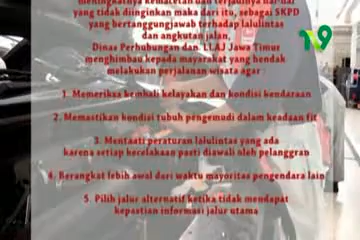 meningkatnya kemacetan dan terjadinya hal-hal
yang tidak diinginkan maka dari itu, sebagai SKPD
yang bertanggungjawab terhadap lalulintas
dan angkutan jalan,
Dinas Perhubungan dan LLAJ Jawa Timur
menghimbau kepada mayarakat yang hendak
melakukan perjalanan wisata agar :
1. Memeriksa kembali kelayakan dan kondisi kendaraan
2. Memastikan kondisi tubuh pengemudi dalam keadaan fit
3. Mentaati peraturan lalulintas yang ada
karena setiap kecelakaan pasti diawali oleh pelanggran
4. Berangkat lebih awal dari waktu mayoritas pengendara lain
5. Pilih jalur alternatif ketika tidak mendapat
kepastian informasi jalur utama
TV9